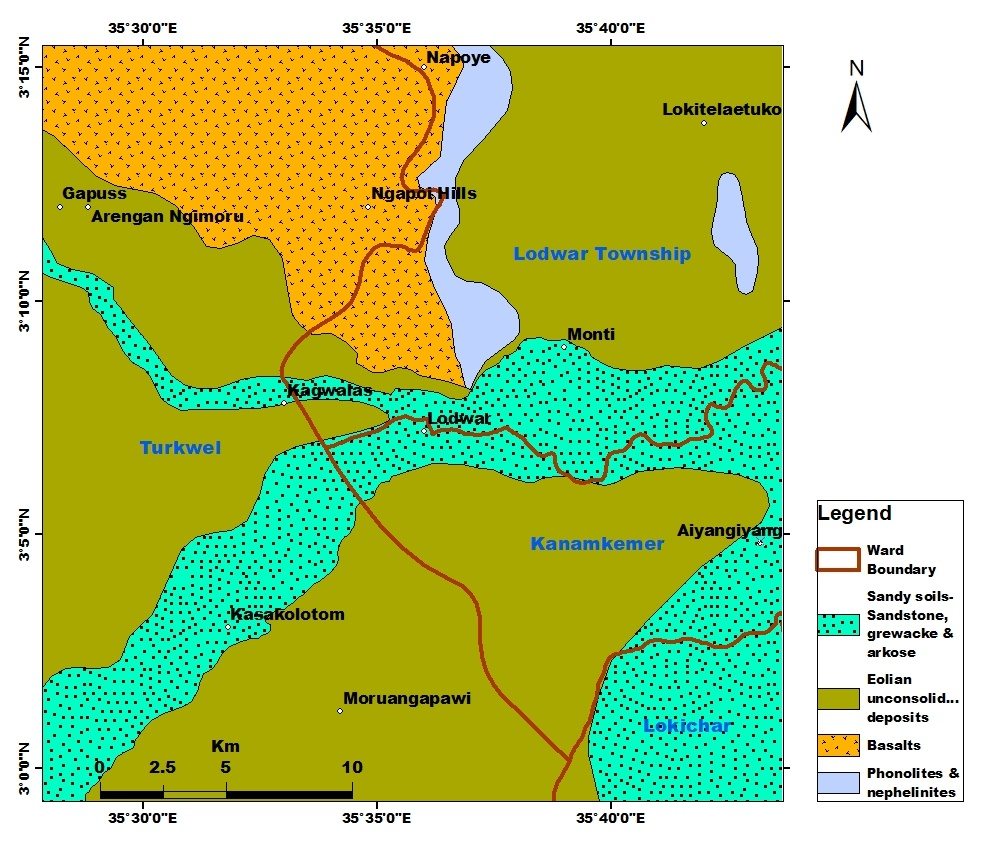 35°30'0"E 35°35'0"E 35°40'0"E
3°15'0"N
Napoye
N
Lokitelaetuko
Gapuss
Ngapoi Hills
Arengan Ngimoru
Lodwar Township
3°10'0"N
Monti
Kagwalas
Lodwar
Turkwel
3°5'0"N
Aiyangiyang
Kanamkemer
Kasakolotom
Moruangapawi
Lokichar
Km
0 2.5 5 10
3°0'0"N
35°30'0"E 35°35'0"E 35°40'0"E
Legend
Ward
Boundary
Sandy soils-
Sandstone,
grewacke &
arkose
Eolian
unconsolid...
deposits
Basalts
Phonolites &
nephelinites